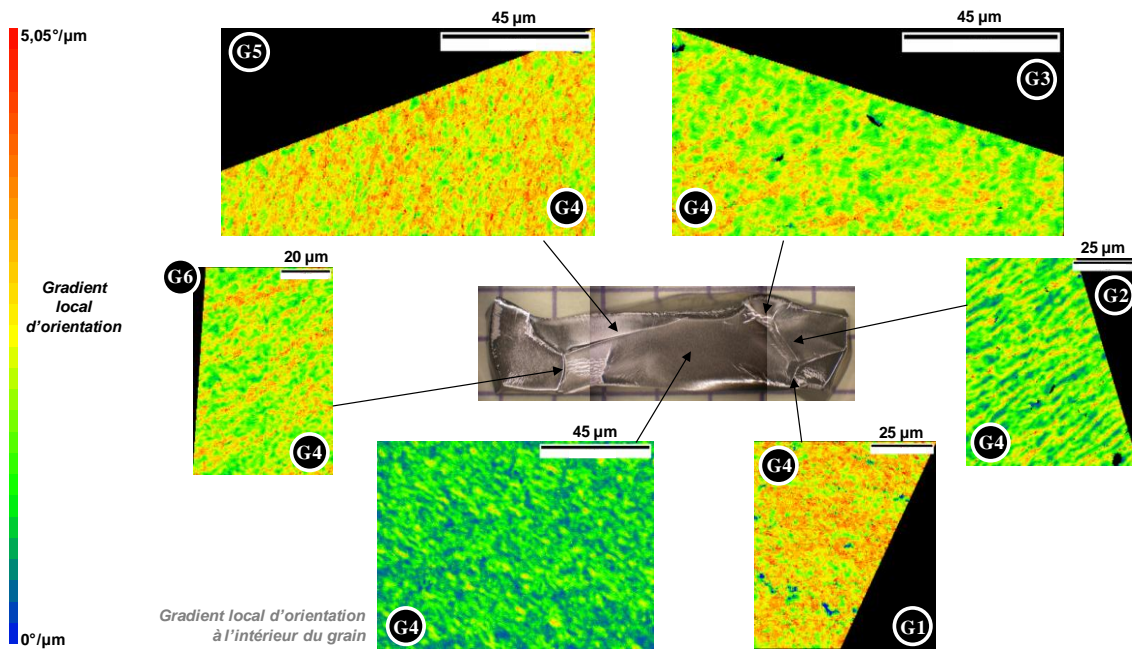 5,05°/µm
Gradient
local
d'orientation
0°/µm
45 µm
G5
G4
45 µm
G3
G4
20 µm
G6
G4
25 µm
G2
G4
45 µm
G4
25 µm
G4
G1
Gradient local d'orientation
à l'intérieur du grain